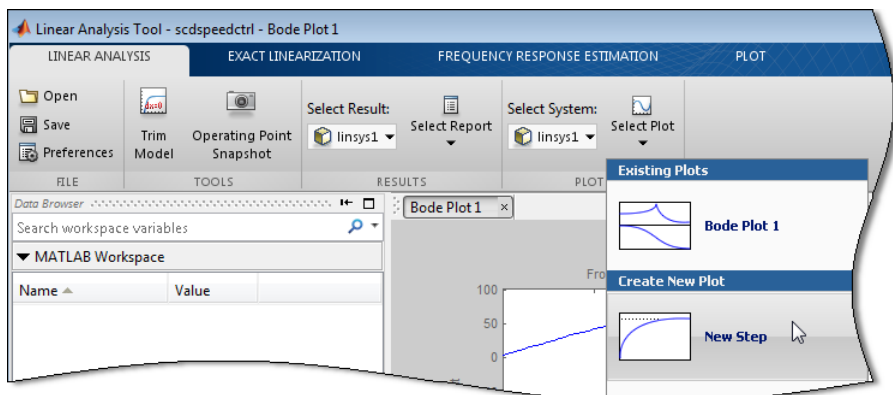 Linear Analysis Tool - scdspeedctrl - Bode Plot 1
LINEAR ANALYSIS
EXACT LINEARIZATION
FREQUENCY RESPONSE ESTIMATION
PLOT
Open
Save
Preferences
FILE
Trim
Model
Operating Point
Snapshot
TOOLS
Select Result:
linsys1
Select Report
RESULTS
Select System:
linsys1
Select Plot
PLOT
Existing Plots
Bode Plot 1
Create New Plot
New Step
Data Browser
Search workspace variables
MATLAB Workspace
Name
Value
Bode Plot 1
Fro
100
50
0